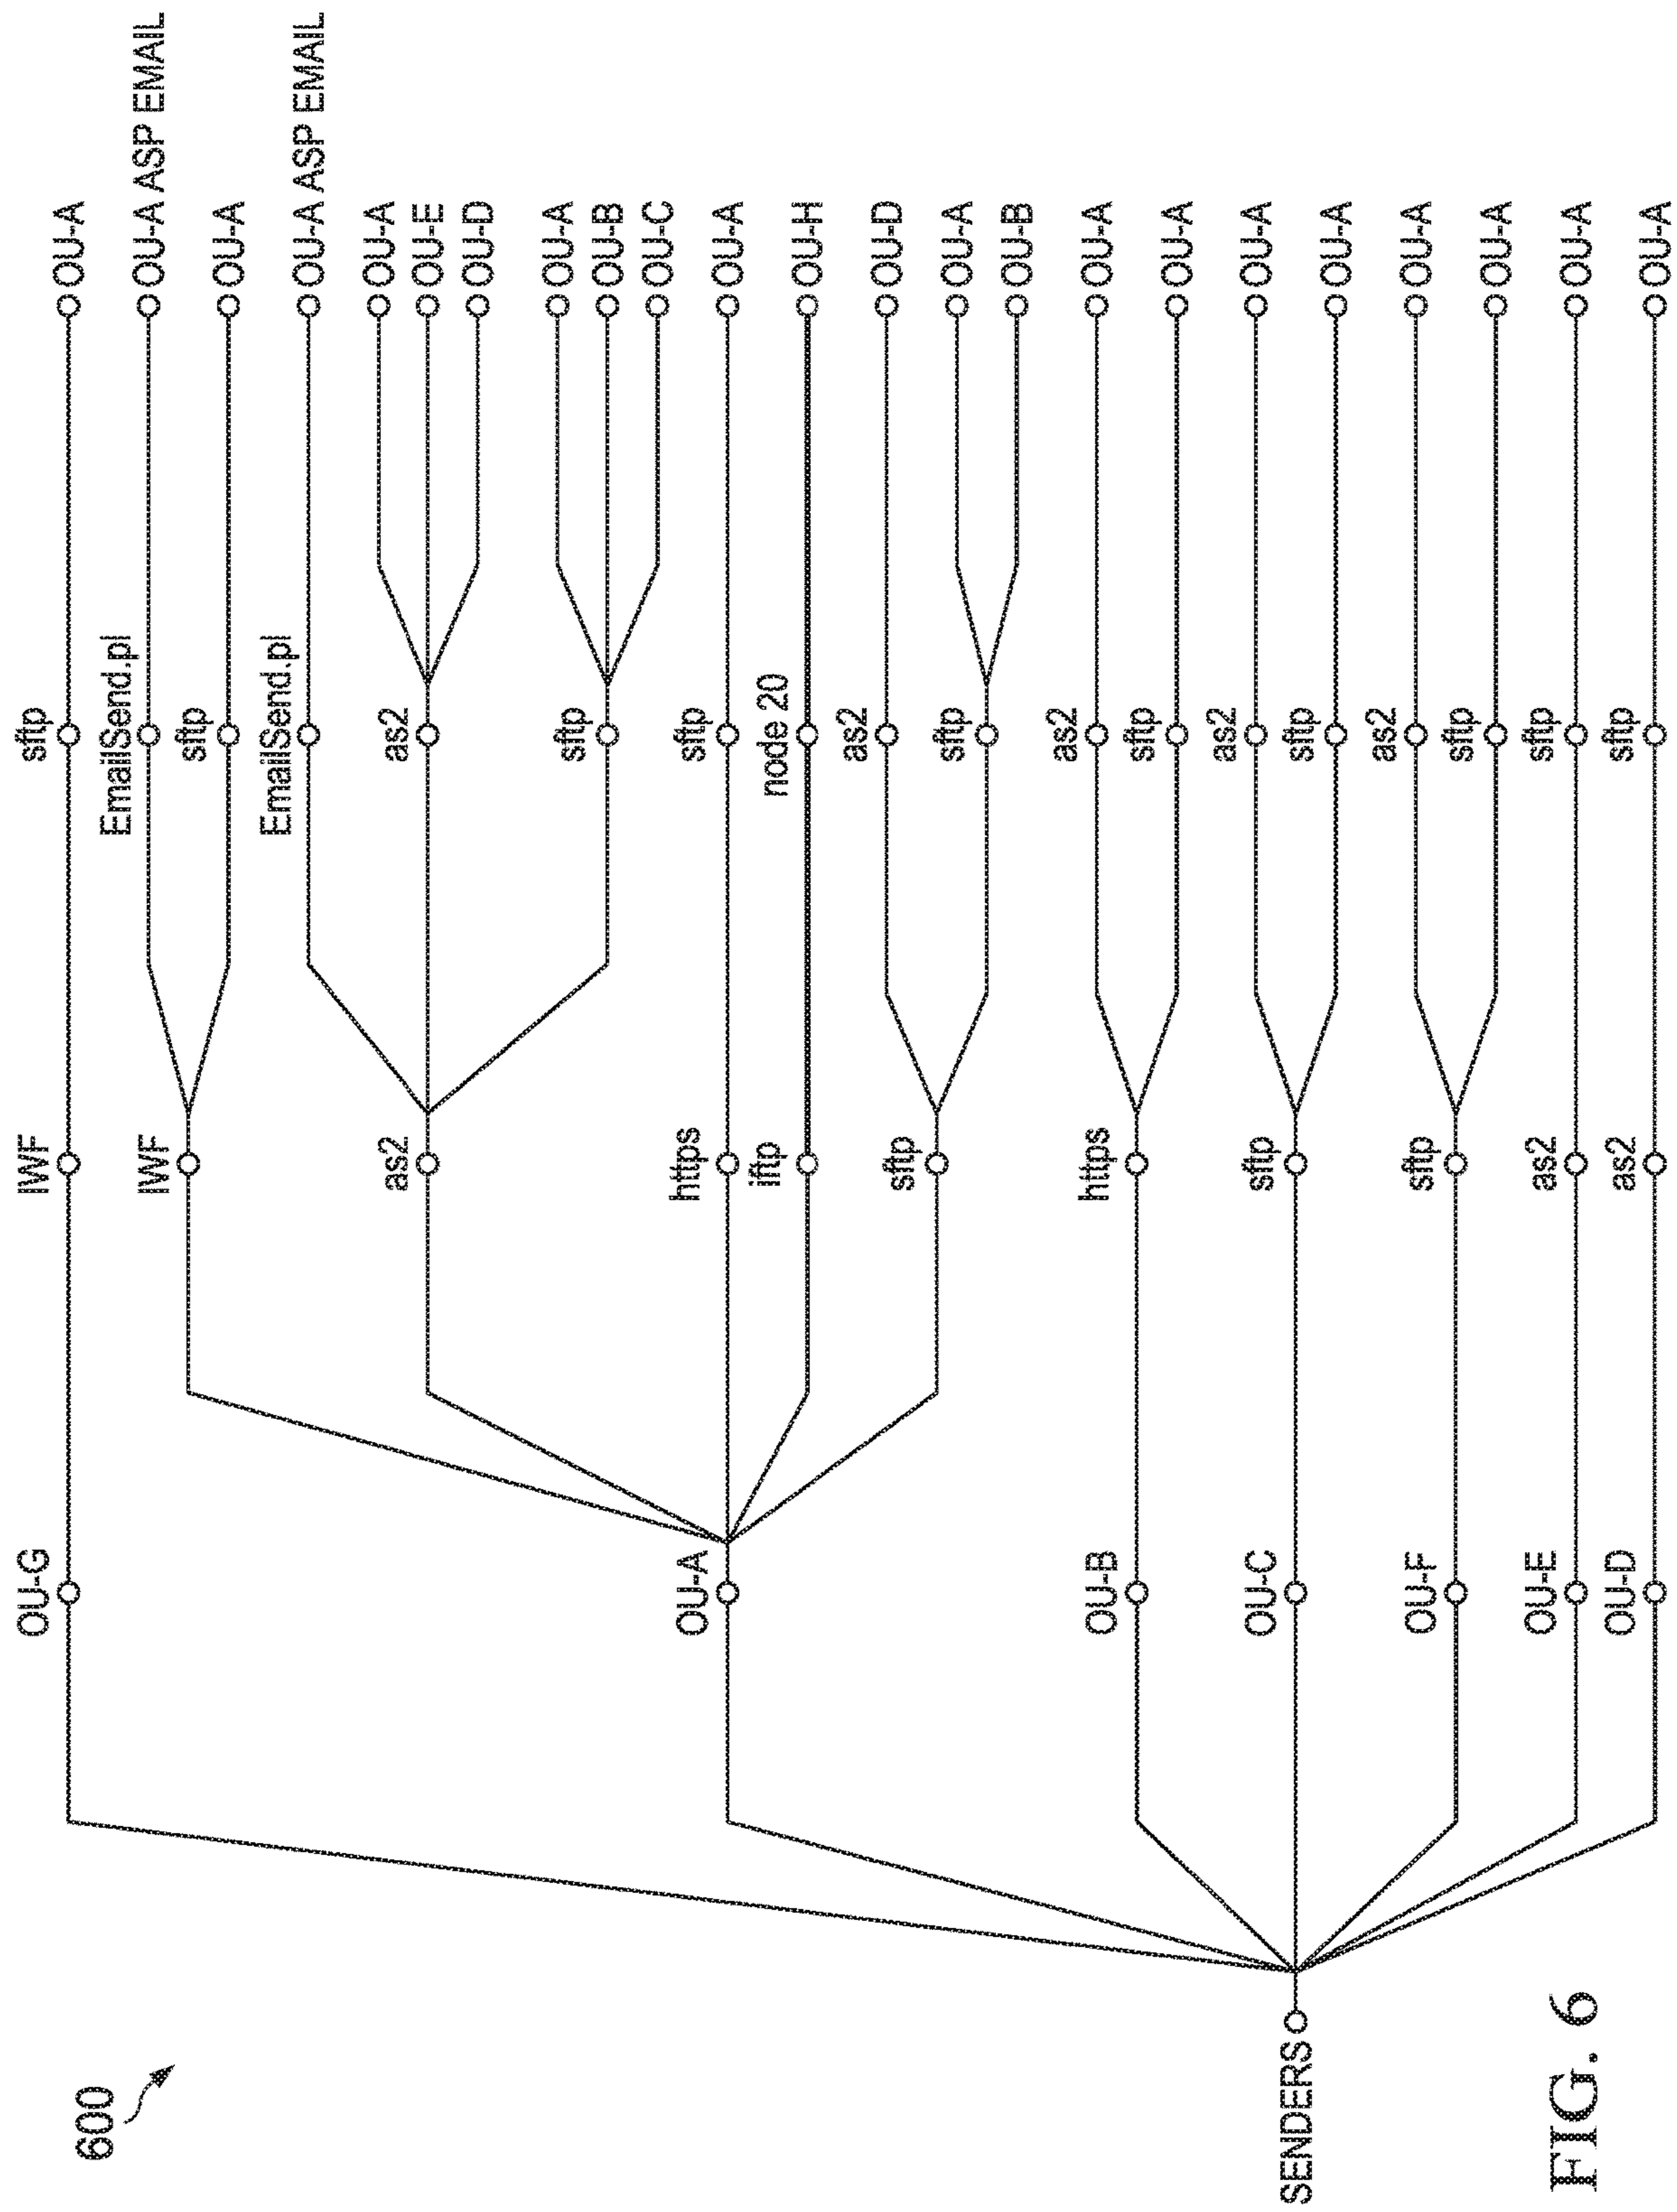 600
OU-G
IWF
sftp
OU-A
IWF
EmailSend.pl
OU-A ASP EMAIL
sftp
OU-A
EmailSend.pl
OU-A ASP EMAIL
as2
as2
OU-A
OU-E
OU-D
sftp
OU-A
OU-B
OU-C
OU-A
https
sftp
OU-A
iftp
node 20
OU-H
sftp
as2
OU-D
sftp
OU-A
OU-B
OU-B
https
as2
OU-A
sftp
OU-A
SENDERS
OU-C
sftp
as2
OU-A
sftp
OU-A
OU-F
sftp
as2
OU-A
sftp
OU-A
OU-E
as2
sftp
OU-A
OU-D
as2
sftp
OU-A
FIG. 6